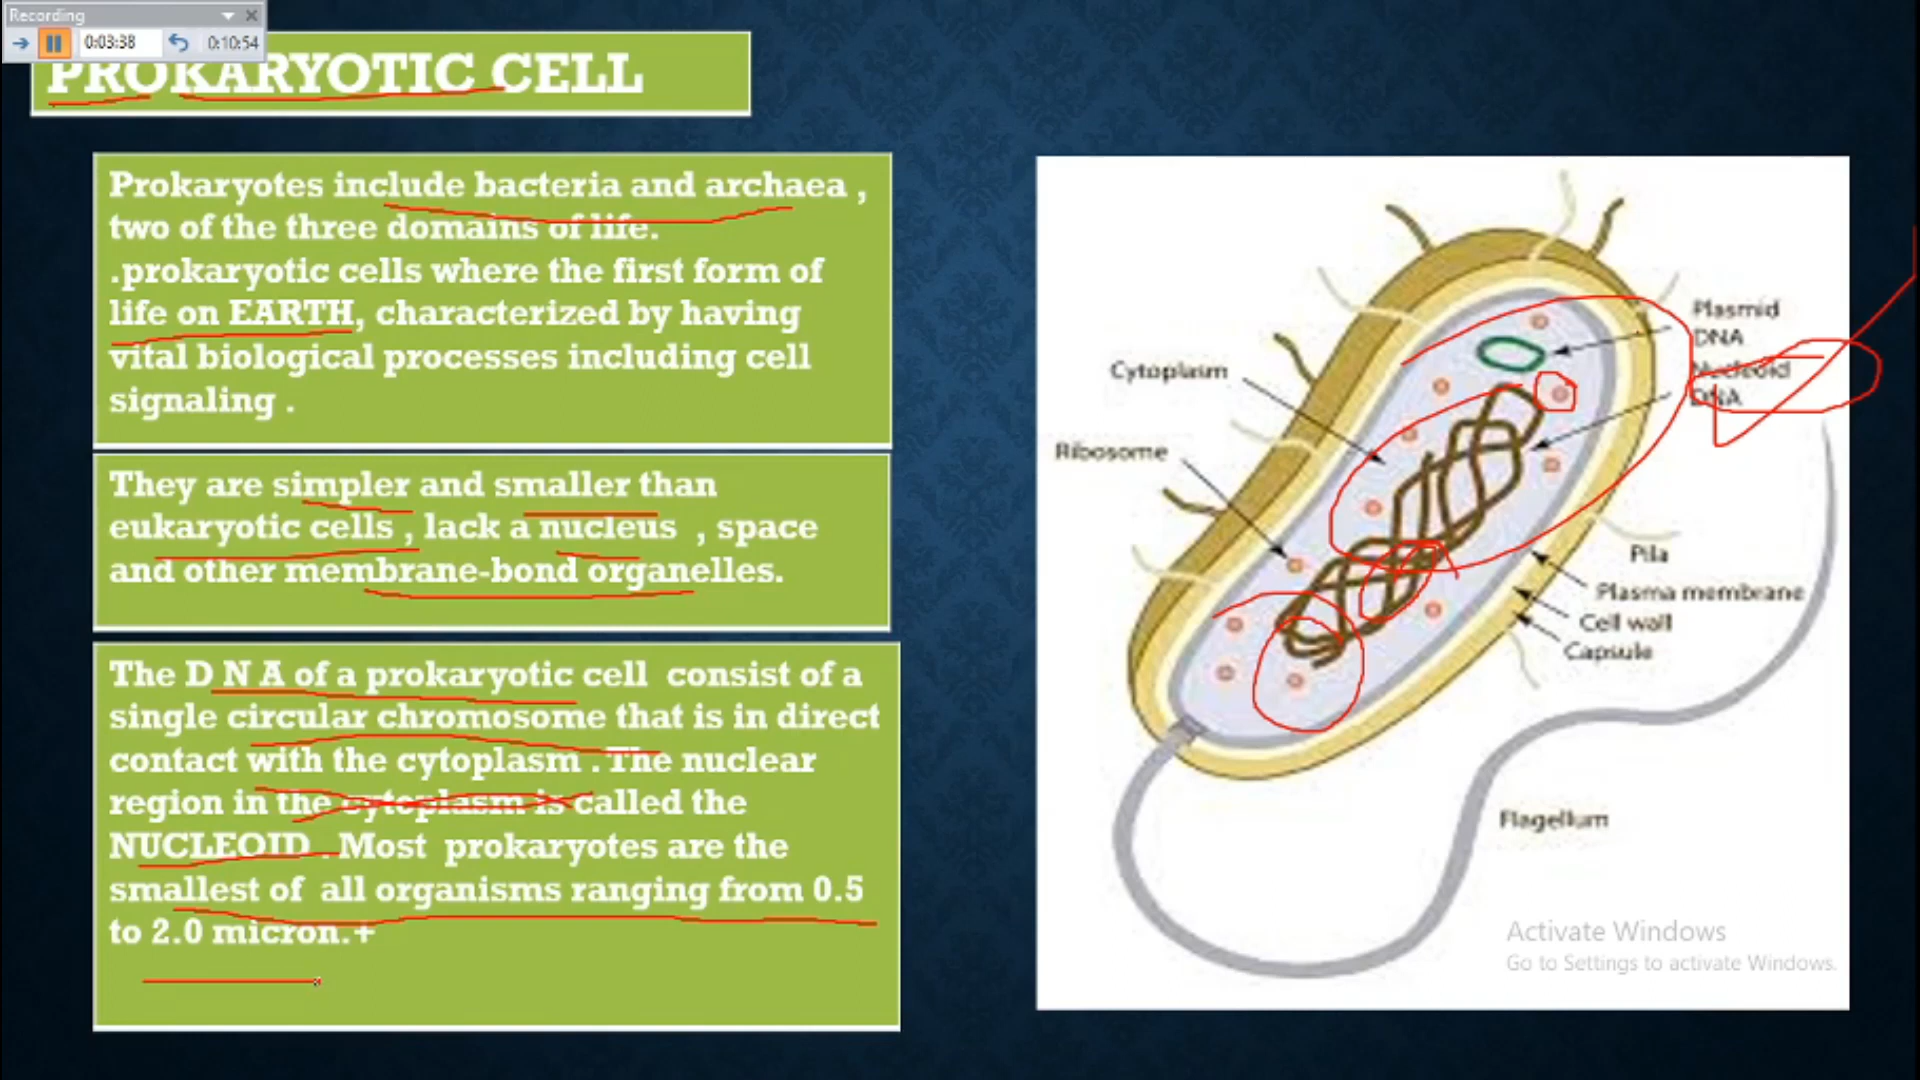 Recording
0:03:38
0:10:54
PROKARYOTIC CELL
Prokaryotes include bacteria and archaea ,
two of the three domains of life.
.prokaryotic cells where the first form of
life on EARTH, characterized by having
vital biological processes including cell
signaling .
They are simpler and smaller than
eukaryotic cells , lack a nucleus , space
and other membrane-bond organelles.
The D N A of a prokaryotic cell consist of a
single circular chromosome that is in direct
contact with the cytoplasm . The nuclear
region in the cytoplasm is called the
NUCLEOID . Most prokaryotes are the
smallest of all organisms ranging from 0.5
to 2.0 micron.+
Plasmid
DNA
Nucleoid
DNA
Cytoplasm
Ribosome
Pila
Plasma membrane
Cell wall
Capsule
Flagellum
Activate Windows
Go to Settings to activate Windows.